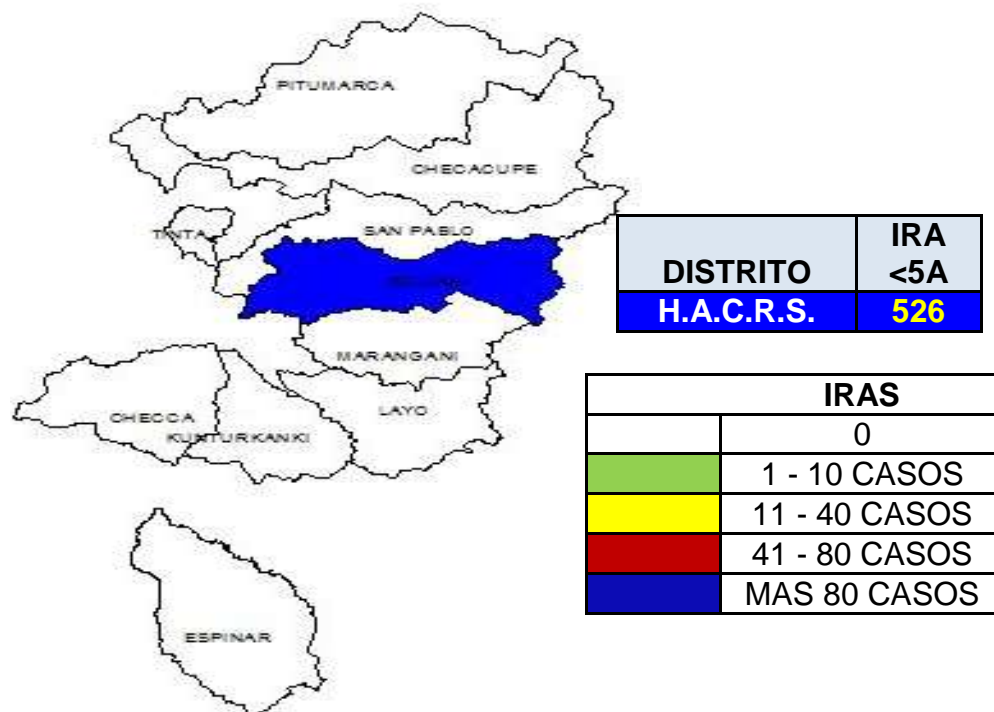 PITUMARCA
CHECACUPE
TINTA
SAN PABLO
MARANGANI
CHECCA
KUNTURKANKI
LAYO
ESPINAR
DISTRITO
IRA
<5A
H.A.C.R.S.
526
IRAS
0
1 - 10 CASOS
11 - 40 CASOS
41 - 80 CASOS
MAS 80 CASOS